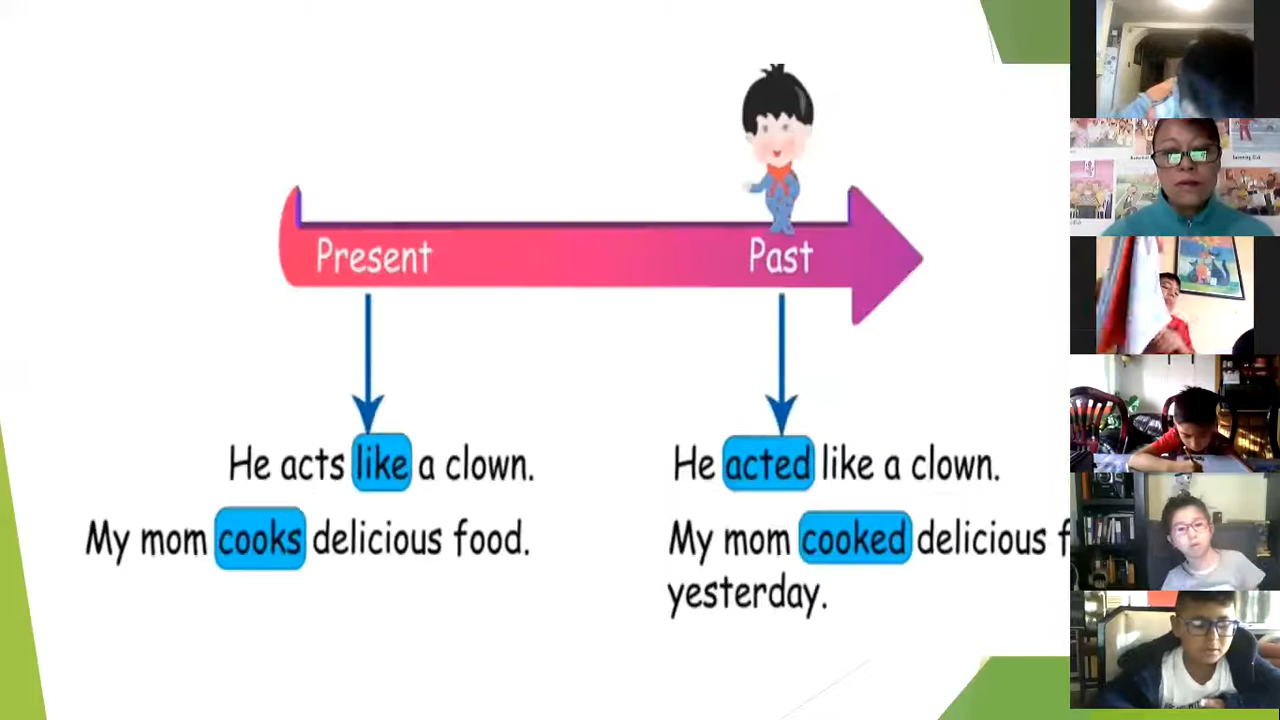 Present
Past
He acts like a clown.
My mom cooks delicious food.
He acted like a clown.
My mom cooked delicious f
yesterday.